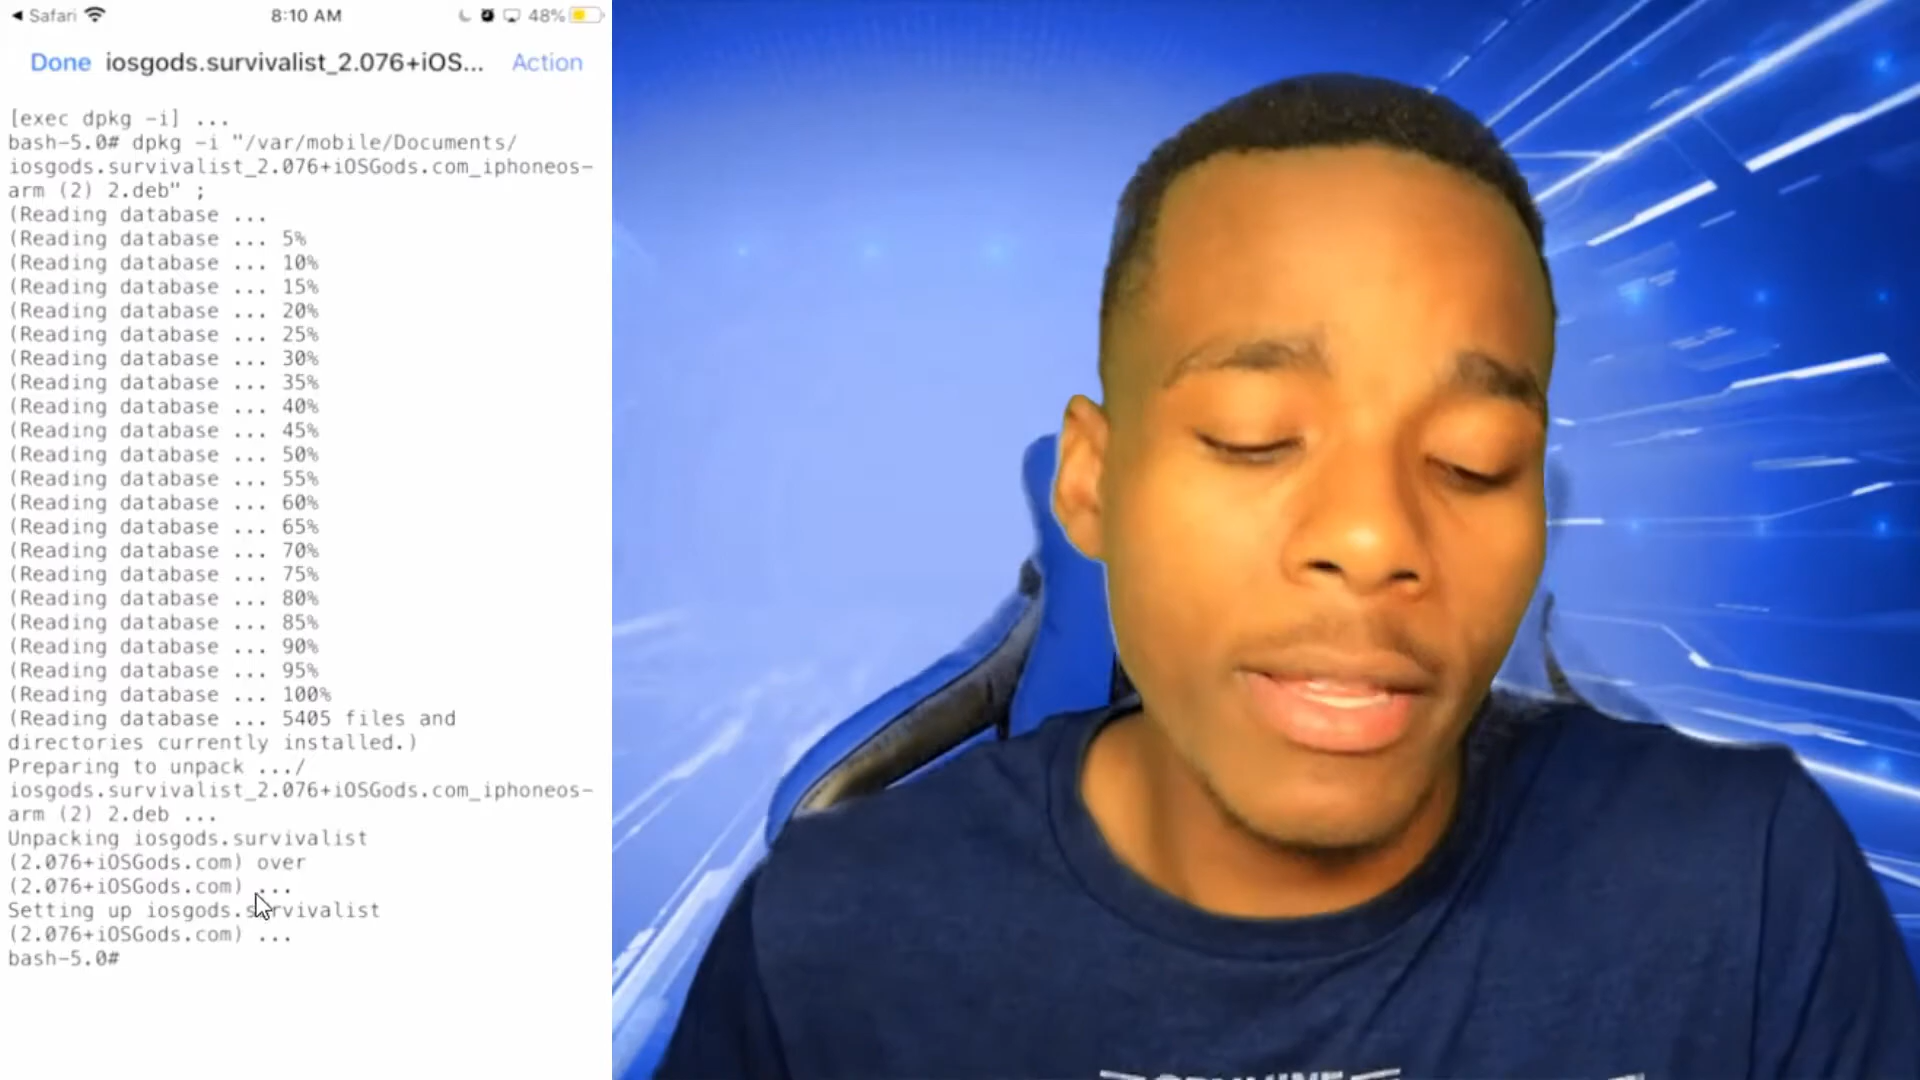 Safari 8:10 AM 48%
Done iosgods.survivalist_2.076+iOS... Action
[exec dpkg -i] ...
bash-5.0# dpkg -i "/var/mobile/Documents/
iosgods.survivalist_2.076+iOSGods.com_iphoneos-
arm (2) 2.deb" ;
(Reading database ...
(Reading database ... 5%
(Reading database ... 10%
(Reading database ... 15%
(Reading database ... 20%
(Reading database ... 25%
(Reading database ... 30%
(Reading database ... 35%
(Reading database ... 40%
(Reading database ... 45%
(Reading database ... 50%
(Reading database ... 55%
(Reading database ... 60%
(Reading database ... 65%
(Reading database ... 70%
(Reading database ... 75%
(Reading database ... 80%
(Reading database ... 85%
(Reading database ... 90%
(Reading database ... 95%
(Reading database ... 100%
(Reading database ... 5405 files and
directories currently installed.)
Preparing to unpack .../
iosgods.survivalist_2.076+iOSGods.com_iphoneos-
arm (2) 2.deb ...
Unpacking iosgods.survivalist
(2.076+iOSGods.com) over
(2.076+iOSGods.com) ...
Setting up iosgods.survivalist
(2.076+iOSGods.com) ...
bash-5.0#